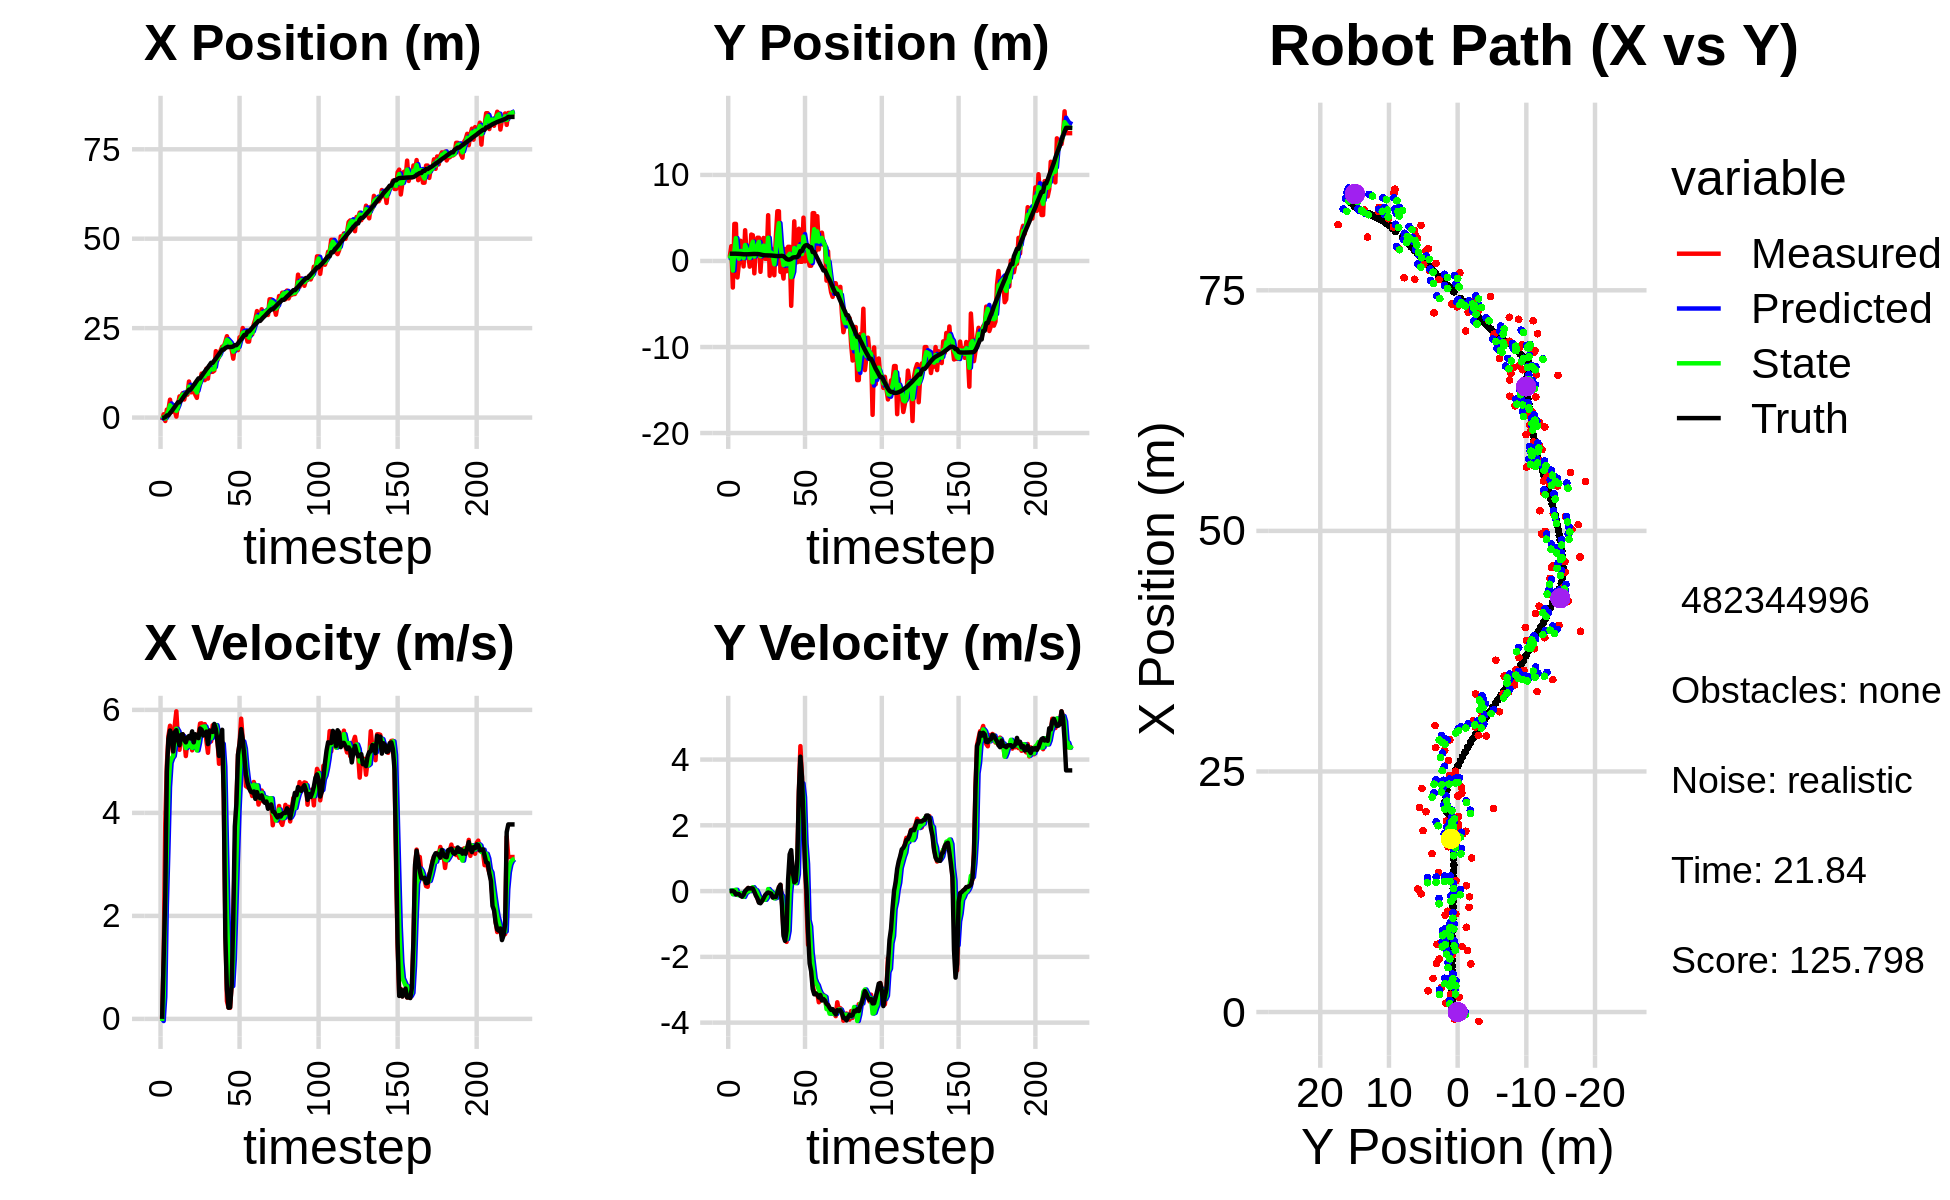 X Position (m)
75
50
25
0
0 50 100 150 200
timestep
Y Position (m)
10
0
-10
-20
0 50 100 150 200
timestep
X Velocity (m/s)
6
4
2
0
0 50 100 150 200
timestep
Y Velocity (m/s)
4
2
0
-2
-4
0 50 100 150 200
timestep
Robot Path (X vs Y)
X Position (m)
75
50
25
0
20 10 0 -10 -20
Y Position (m)
variable
Measured
Predicted
State
Truth
482344996
Obstacles: none
Noise: realistic
Time: 21.84
Score: 125.798